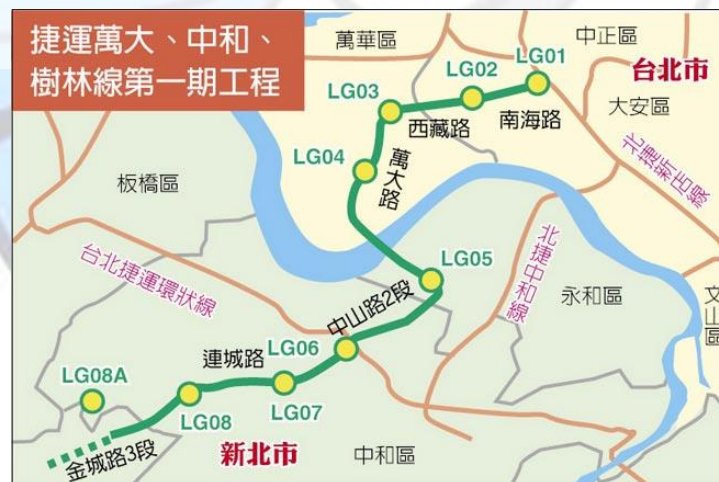 捷運萬大、中和、
樹林線第一期工程
萬華區
中正區
LG01
台北市
LG02
LG03
大安區
西藏路
南海路
LG04
萬大路
北捷新店線
板橋區
北捷中和線
LG05
台北捷運環狀線
永和區
文山區
中山路2段
LG06
連城路
LG08A
LG07
LG08
金城路3段
新北市
中和區